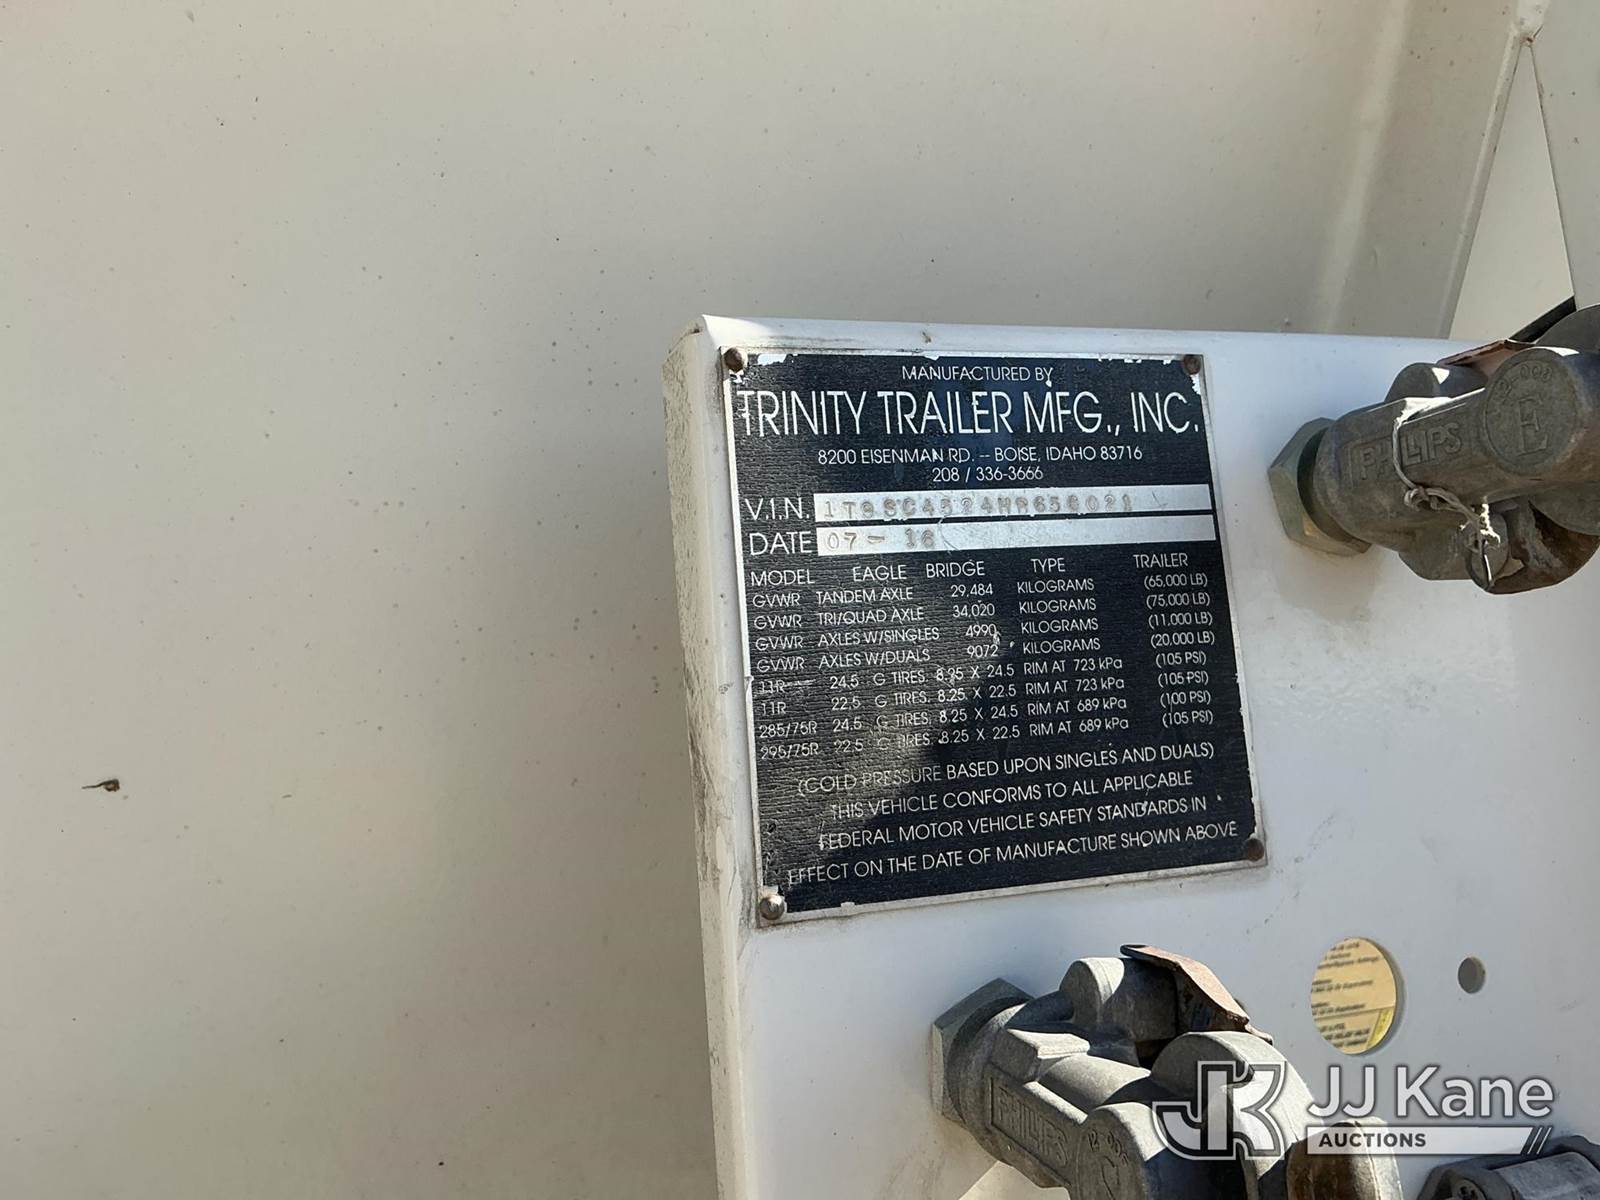 MANUFACTURED BY
TRINITY TRAILER MFG., INC.
8200 EISENMAN RD. -- BOISE, IDAHO 83716
208 / 336-3666
V.I.N.
DATE 07- 16
MODEL EAGLE BRIDGE TYPE TRAILER
GVWR TANDEM AXLE 29,484 KILOGRAMS (65,000 LB)
GVWR TRI/QUAD AXLE 34,020 KILOGRAMS (75,000 LB)
GVWR AXLES W/SINGLES 4990 KILOGRAMS (11,000 LB)
GVWR AXLES W/DUALS 9072 KILOGRAMS (20,000 LB)
11R 24.5 G TIRES, 8.25 X 24.5 RIM AT 723 kPa (105 PSI)
11R 22.5 G TIRES, 8.25 X 22.5 RIM AT 723 kPa (105 PSI)
285/75R 24.5 G TIRES, 8.25 X 24.5 RIM AT 689 kPa (100 PSI)
295/75R 22.5 G TIRES, 8.25 X 22.5 RIM AT 689 kPa (105 PSI)
(COLD PRESSURE BASED UPON SINGLES AND DUALS)
THIS VEHICLE CONFORMS TO ALL APPLICABLE
FEDERAL MOTOR VEHICLE SAFETY STANDARDS IN
EFFECT ON THE DATE OF MANUFACTURE SHOWN ABOVE
PHILLIPS
E
PHILLIPS
JJ Kane
AUCTIONS